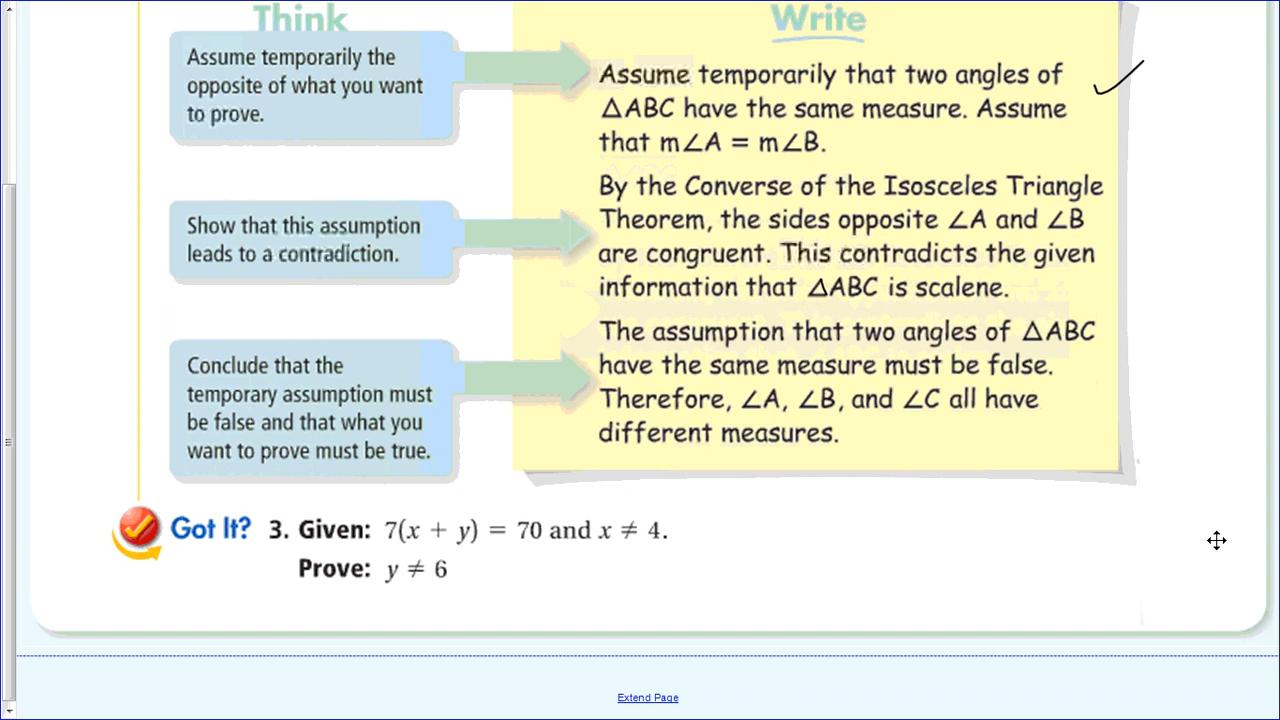 Think
Write
Assume temporarily the
opposite of what you want
to prove.
Assume temporarily that two angles of
△ABC have the same measure. Assume
that m∠A = m∠B.
Show that this assumption
leads to a contradiction.
By the Converse of the Isosceles Triangle
Theorem, the sides opposite ∠A and ∠B
are congruent. This contradicts the given
information that △ABC is scalene.
Conclude that the
temporary assumption must
be false and that what you
want to prove must be true.
The assumption that two angles of △ABC
have the same measure must be false.
Therefore, ∠A, ∠B, and ∠C all have
different measures.
Got It? 3. Given: 7(x + y) = 70 and x ≠ 4.
Prove: y ≠ 6
Extend Page